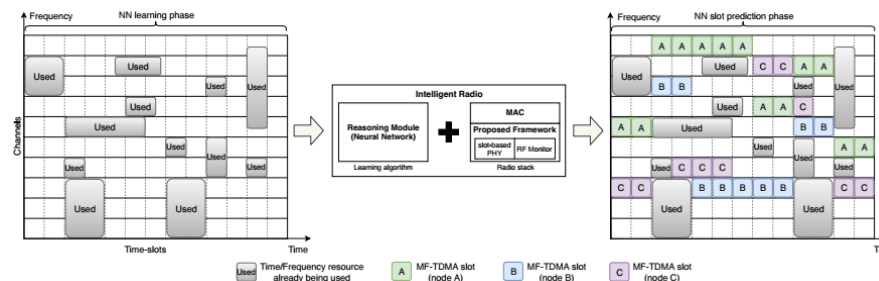 Frequency NN learning phase
Used
Used
Used
Used
Used
Used
Used
Used
Used
Used
Used
Used
Channels
Time-slots
Time
Intelligent Radio
Reasoning Module
(Neural Network)
Learning algorithm
MAC
Proposed Framework
slot-based
PHY
RF Monitor
Radio stack
Frequency NN slot prediction phase
A A A A A
Used Used C C A A Used
B B Used
Used A A C
A A Used B B
Used Used A A
Used C C C Used
C C B B B B B C C
Used Used
T
Used Time/Frequency resource
already being used
A MF-TDMA slot
(node A)
B MF-TDMA slot
(node B)
C MF-TDMA slot
(node C)